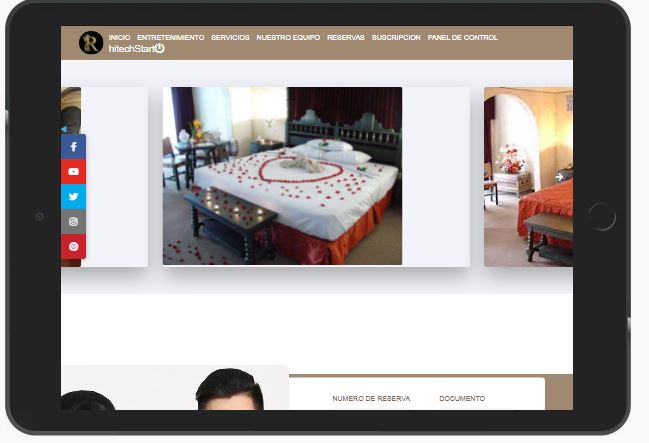 R
INICIO ENTRETENIMIENTO SERVICIOS NUESTRO EQUIPO RESERVAS SUSCRIPCION PANEL DE CONTROL
hitechStart
NUMERO DE RESERVA DOCUMENTO